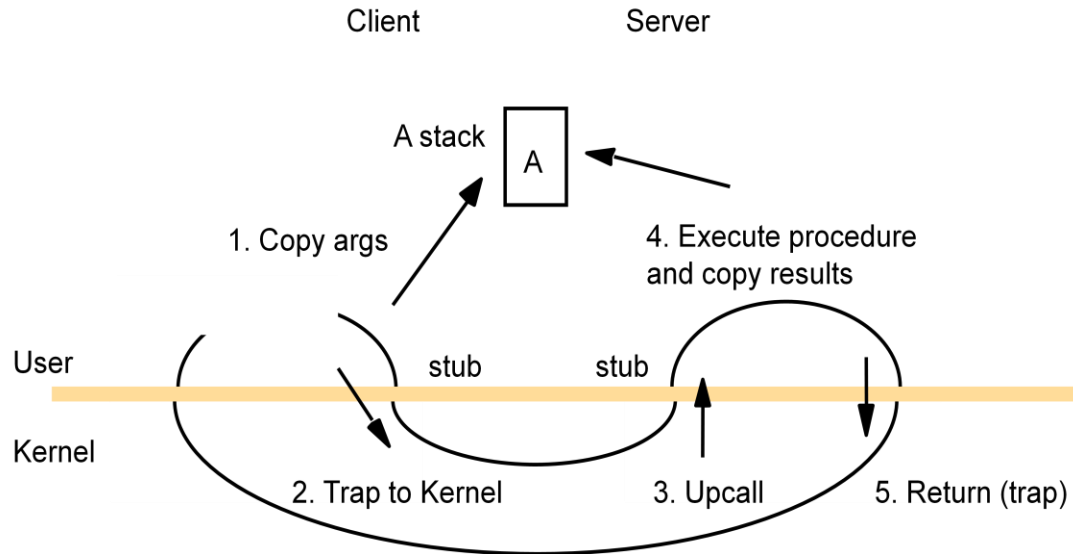 Client
Server
A stack
A
1. Copy args
4. Execute procedure
and copy results
User
stub
stub
Kernel
2. Trap to Kernel
3. Upcall
5. Return (trap)